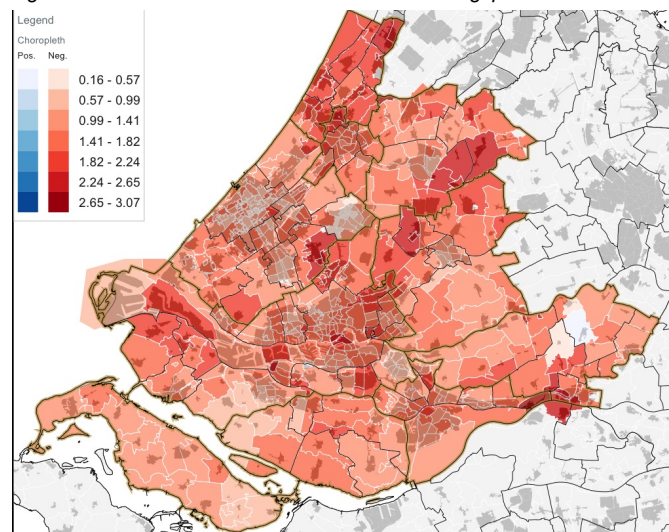 Legend
Choropleth
Pos. Neg.
0.16 - 0.57
0.57 - 0.99
0.99 - 1.41
1.41 - 1.82
1.82 - 2.24
2.24 - 2.65
2.65 - 3.07